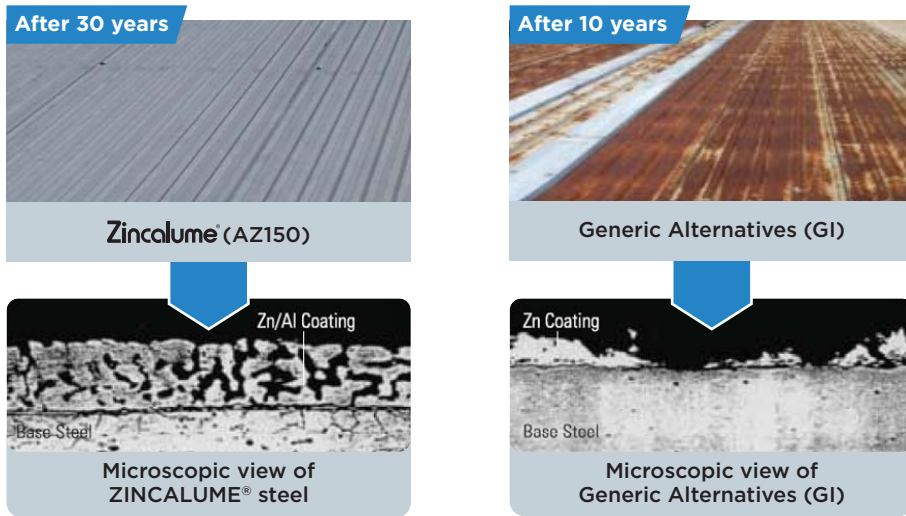 After 30 years
After 10 years
Zincalume® (AZ150)
Generic Alternatives (GI)
Zn/Al Coating
Base Steel
Zn Coating
Base Steel
Microscopic view of
ZINCALUME® steel
Microscopic view of
Generic Alternatives (GI)